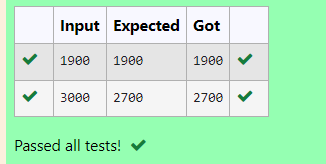 Input Expected Got
1900 1900 1900
3000 2700 2700
Passed all tests!